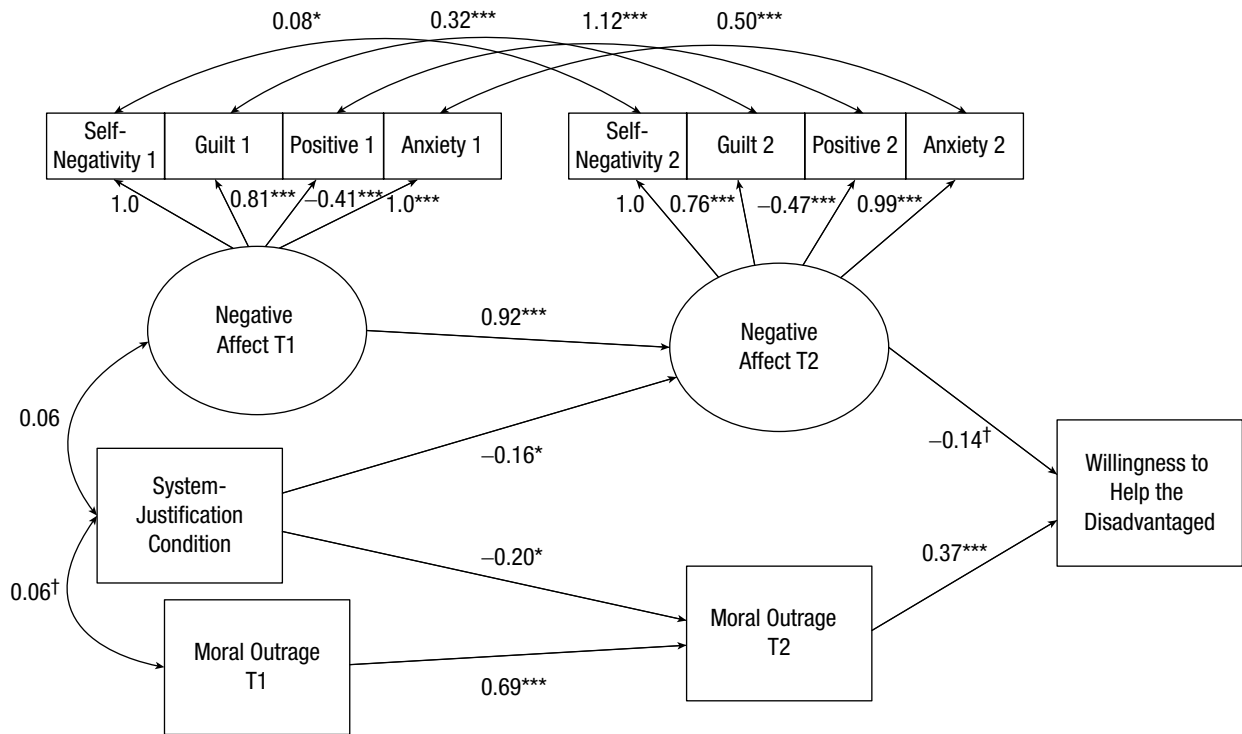 0.08* 0.32*** 1.12*** 0.50***
Self-
Negativity 1
Guilt 1
Positive 1
Anxiety 1
Self-
Negativity 2
Guilt 2
Positive 2
Anxiety 2
1.0 0.81*** –0.41*** 1.0***
1.0 0.76*** –0.47*** 0.99***
Negative
Affect T1
0.92***
Negative
Affect T2
0.06
–0.16*
–0.14†
System-
Justification
Condition
Willingness to
Help the
Disadvantaged
–0.20*
0.37***
0.06†
Moral Outrage
T1
Moral Outrage
T2
0.69***